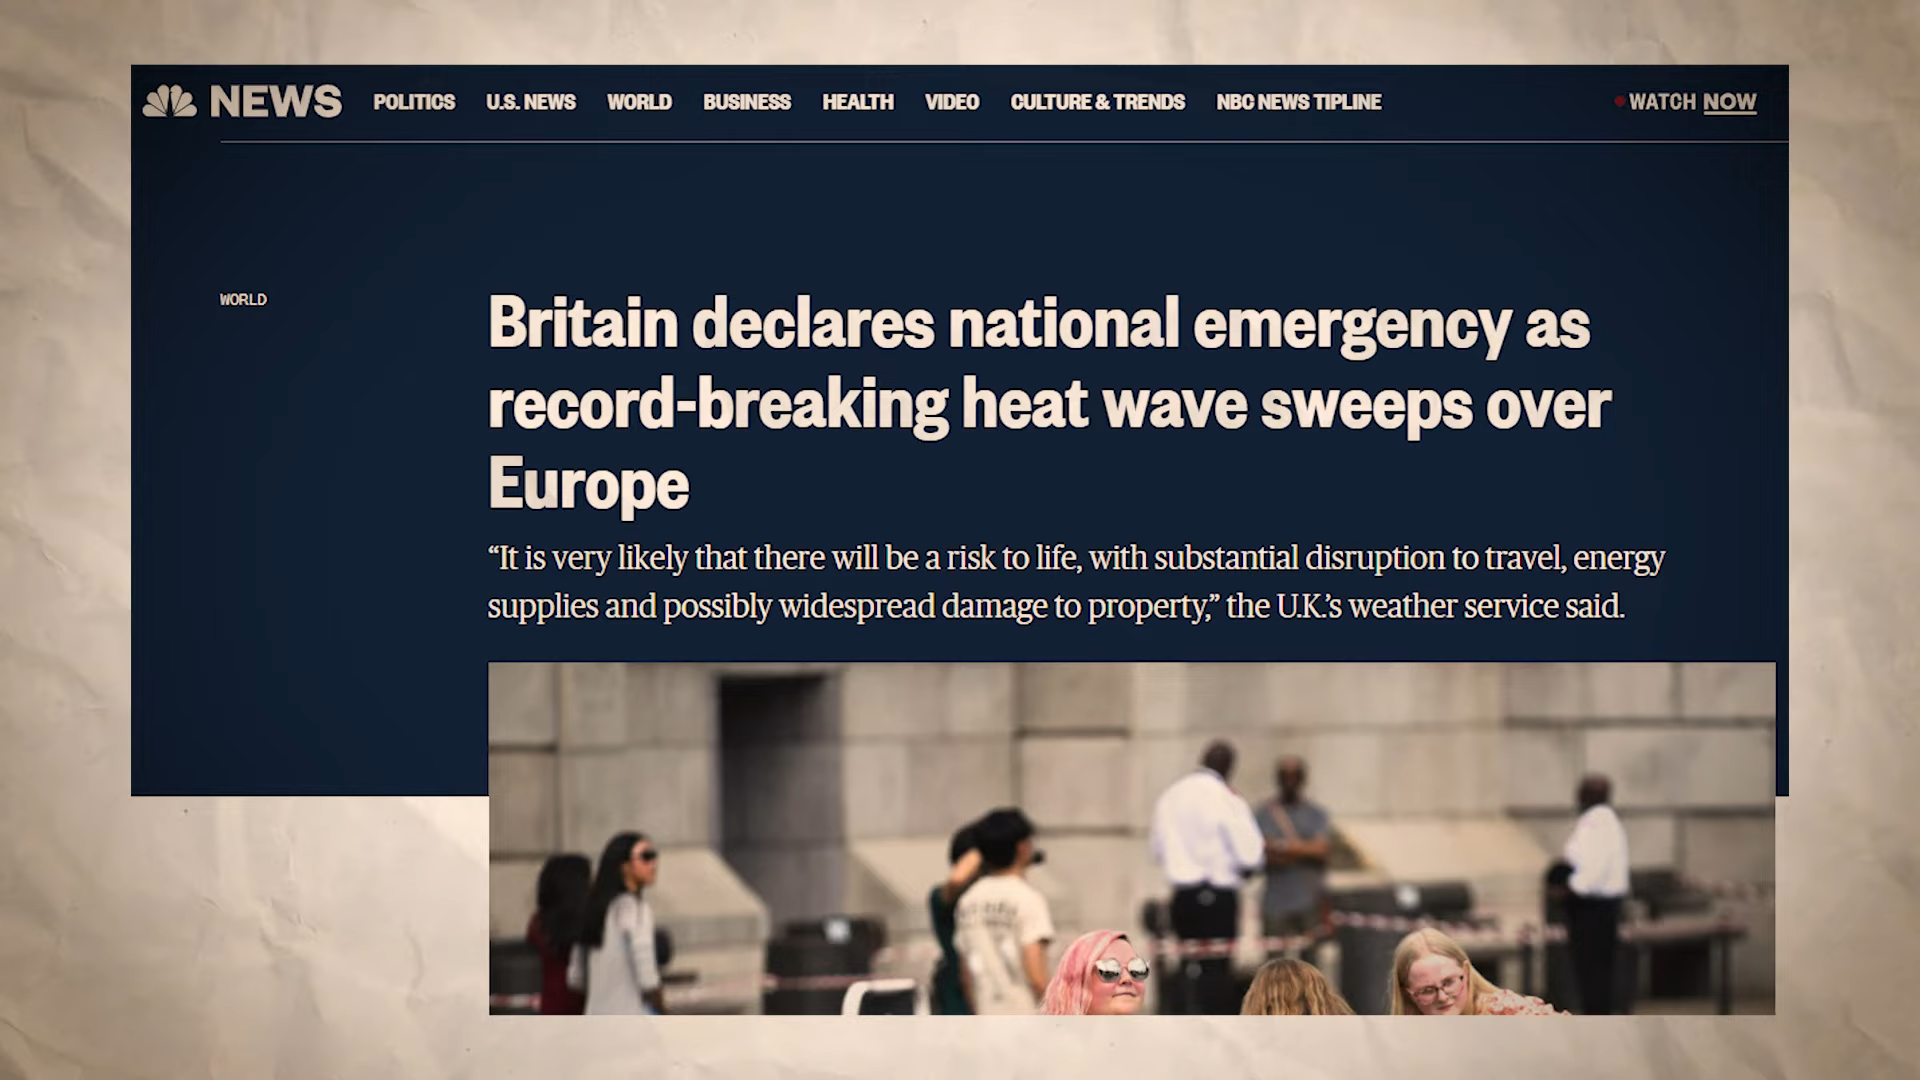 NEWS POLITICS U.S. NEWS WORLD BUSINESS HEALTH VIDEO CULTURE & TRENDS NBC NEWS TIPLINE WATCH NOW
WORLD
Britain declares national emergency as
record-breaking heat wave sweeps over
Europe
“It is very likely that there will be a risk to life, with substantial disruption to travel, energy
supplies and possibly widespread damage to property,” the U.K.’s weather service said.